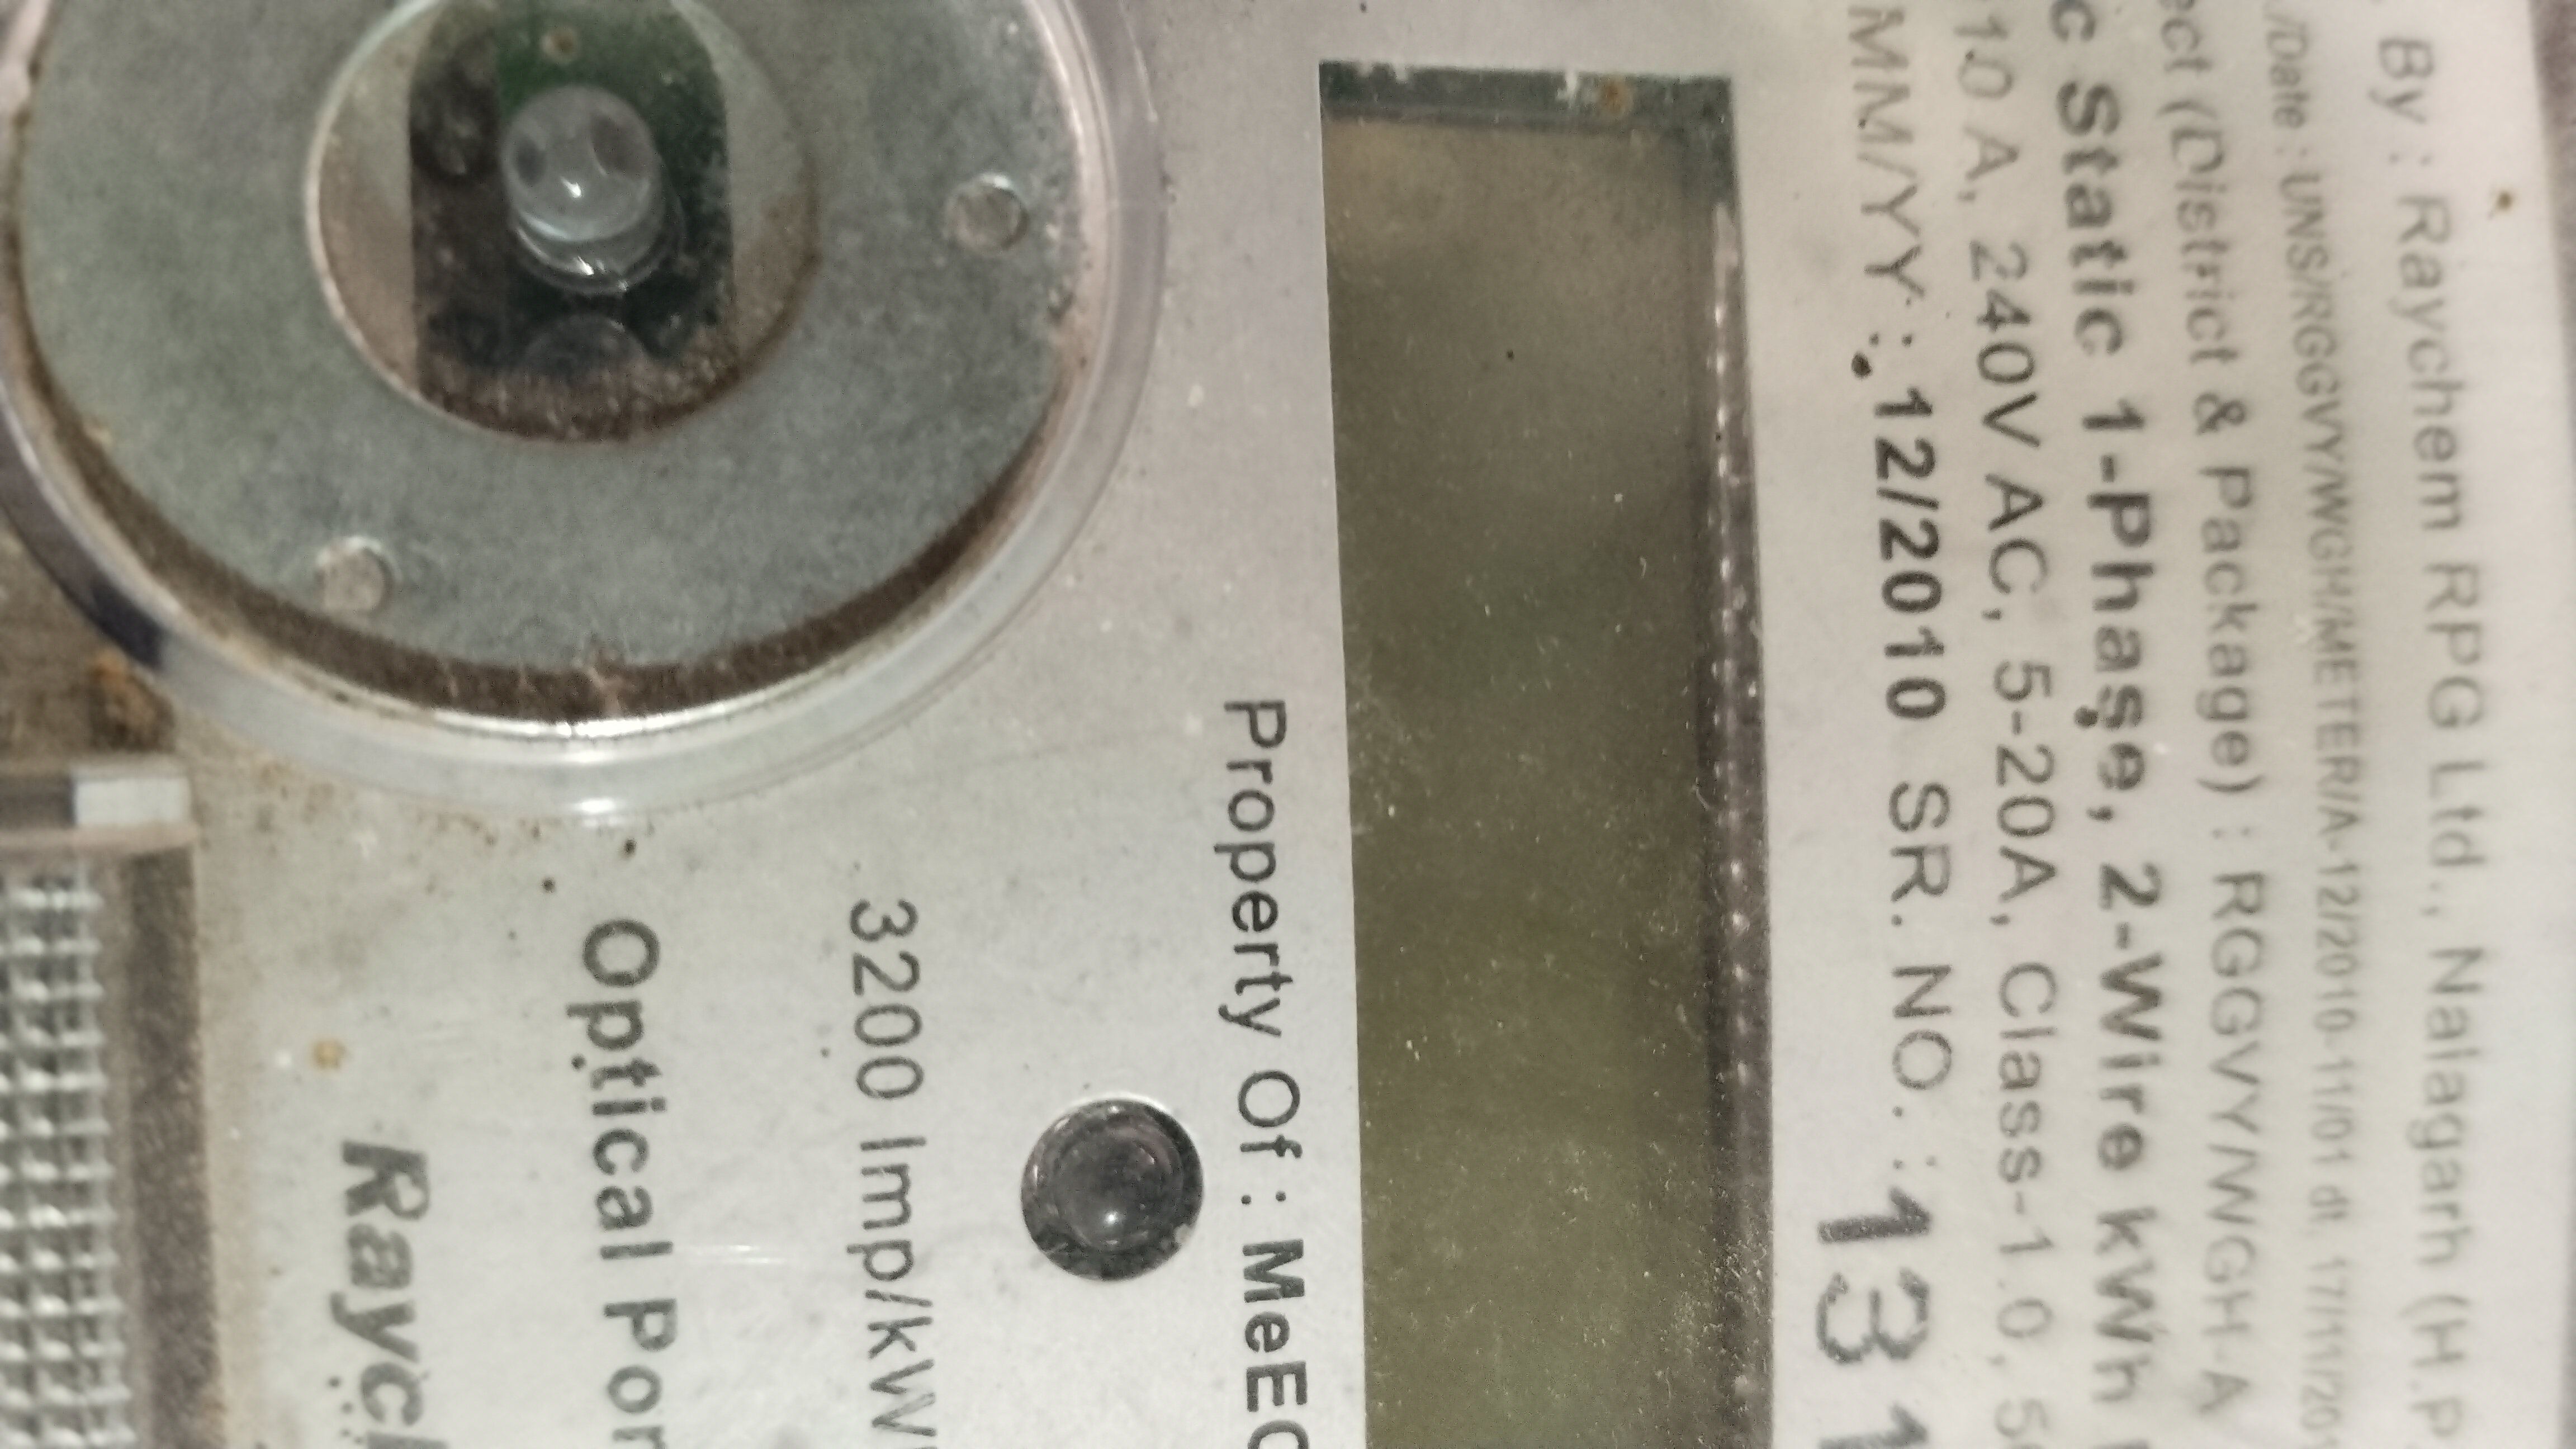 By : Raychem RPG Ltd., Nalagarh (H.P
/Date : UNS/RGGVY/WGH/METER/A-12/2010-11/01 dt. 17/11/201
ect (District & Package) : RGGVY/WGH-A
c Static 1-Phase, 2-Wire kWh
10 A, 240V AC, 5-20A, Class-1.0, 5
MM/YY : 12/2010 SR. NO. : 131
Property Of : MeEC
3200 Imp/kW
Optical Por
Rayc